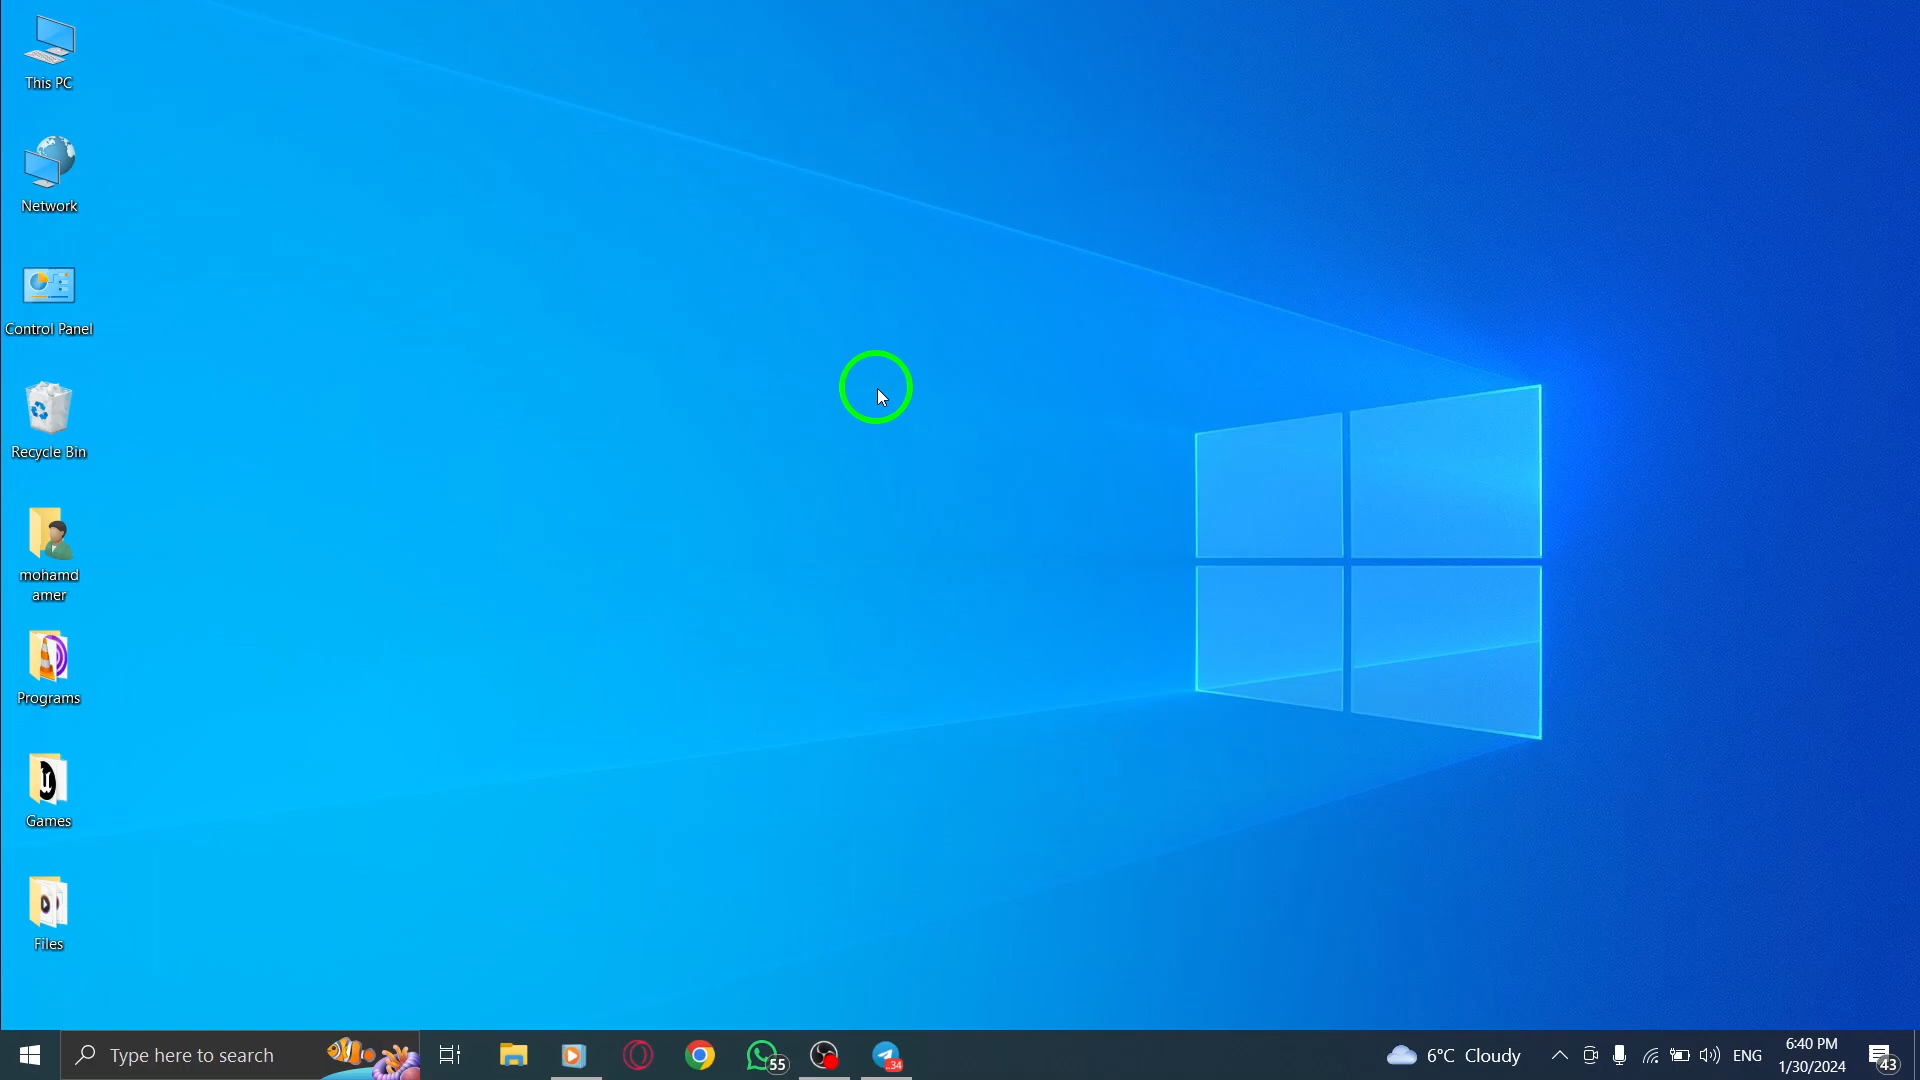 This PC
Network
Control Panel
Recycle Bin
mohamd
amer
Programs
Games
Files
Type here to search
55
..34
6°C Cloudy
ENG
6:40 PM
1/30/2024
43